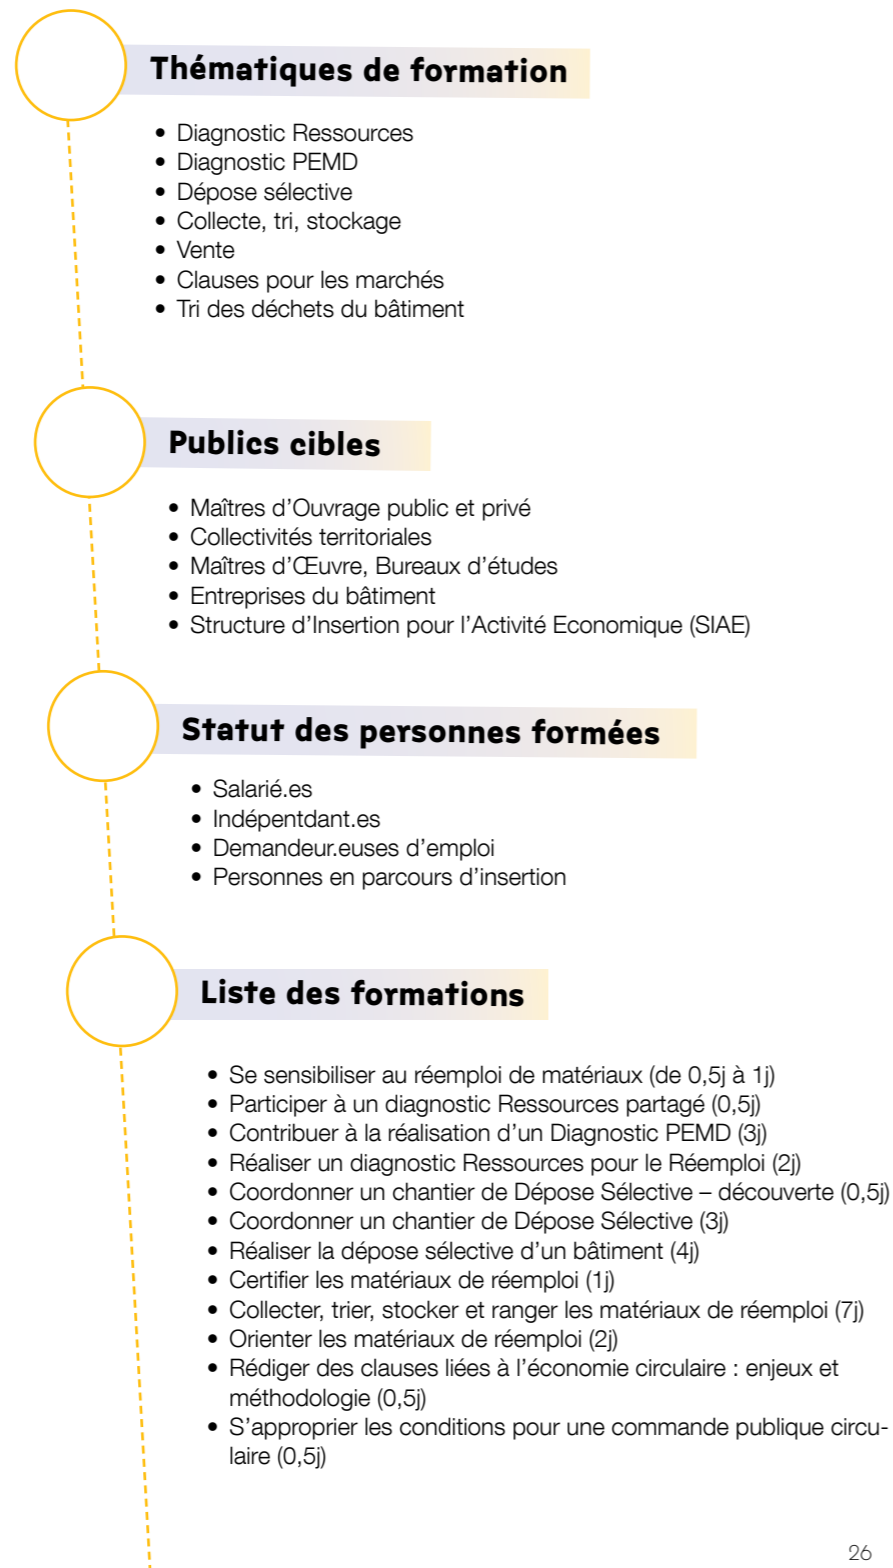 Thématiques de formation
• Diagnostic Ressources
• Diagnostic PEMD
• Dépose sélective
• Collecte, tri, stockage
• Vente
• Clauses pour les marchés
• Tri des déchets du bâtiment
Publics cibles
• Maîtres d’Ouvrage public et privé
• Collectivités territoriales
• Maîtres d’Œuvre, Bureaux d’études
• Entreprises du bâtiment
• Structure d’Insertion pour l’Activité Economique (SIAE)
Statut des personnes formées
• Salarié.es
• Indépentdant.es
• Demandeur.euses d’emploi
• Personnes en parcours d’insertion
Liste des formations
• Se sensibiliser au réemploi de matériaux (de 0,5j à 1j)
• Participer à un diagnostic Ressources partagé (0,5j)
• Contribuer à la réalisation d’un Diagnostic PEMD (3j)
• Réaliser un diagnostic Ressources pour le Réemploi (2j)
• Coordonner un chantier de Dépose Sélective – découverte (0,5j)
• Coordonner un chantier de Dépose Sélective (3j)
• Réaliser la dépose sélective d’un bâtiment (4j)
• Certifier les matériaux de réemploi (1j)
• Collecter, trier, stocker et ranger les matériaux de réemploi (7j)
• Orienter les matériaux de réemploi (2j)
• Rédiger des clauses liées à l’économie circulaire : enjeux et
méthodologie (0,5j)
• S’approprier les conditions pour une commande publique circu-
laire (0,5j)
26